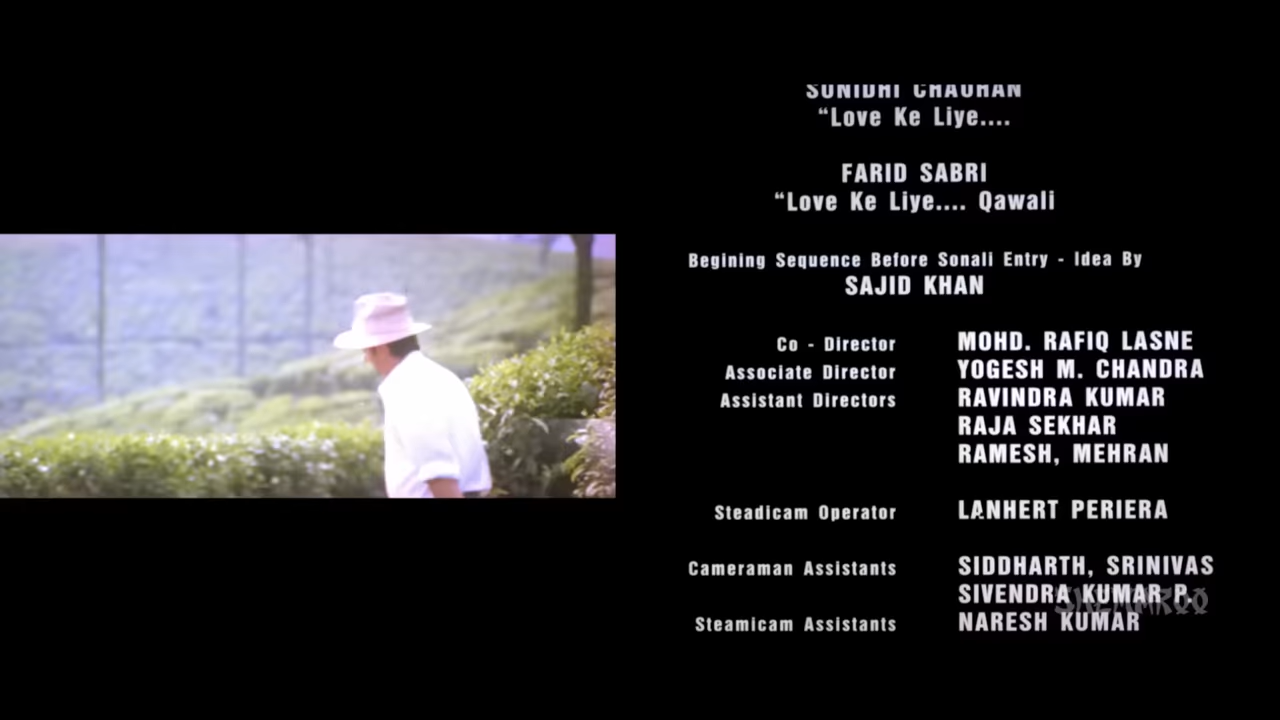 SUNIDHI CHAUHAN
“Love Ke Liye....
FARID SABRI
“Love Ke Liye.... Qawali
Begining Sequence Before Sonali Entry - Idea By
SAJID KHAN
Co - Director MOHD. RAFIQ LASNE
Associate Director YOGESH M. CHANDRA
Assistant Directors RAVINDRA KUMAR
RAJA SEKHAR
RAMESH, MEHRAN
Steadicam Operator LANHERT PERIERA
Cameraman Assistants SIDDHARTH, SRINIVAS
SIVENDRA KUMAR P.
SHEMAROO
Steamicam Assistants NARESH KUMAR